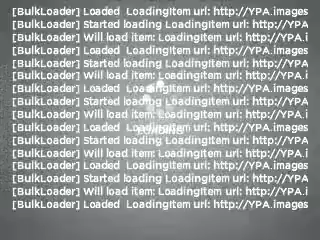 [BulkLoader] Loaded LoadingItem url: http://YPA.images
[BulkLoader] Started loading LoadingItem url: http://YPA
[BulkLoader] Will load item: LoadingItem url: http://YPA.i
[BulkLoader] Loaded LoadingItem url: http://YPA.images
[BulkLoader] Started loading LoadingItem url: http://YPA
[BulkLoader] Will load item: LoadingItem url: http://YPA.i
[BulkLoader] Loaded LoadingItem url: http://YPA.images
[BulkLoader] Started loading LoadingItem url: http://YPA
[BulkLoader] Will load item: LoadingItem url: http://YPA.i
[BulkLoader] Loaded LoadingItem url: http://YPA.images
LOADING
[BulkLoader] Started loading LoadingItem url: http://YPA
[BulkLoader] Will load item: LoadingItem url: http://YPA.i
[BulkLoader] Loaded LoadingItem url: http://YPA.images
[BulkLoader] Started loading LoadingItem url: http://YPA
[BulkLoader] Will load item: LoadingItem url: http://YPA.i
[BulkLoader] Loaded LoadingItem url: http://YPA.images